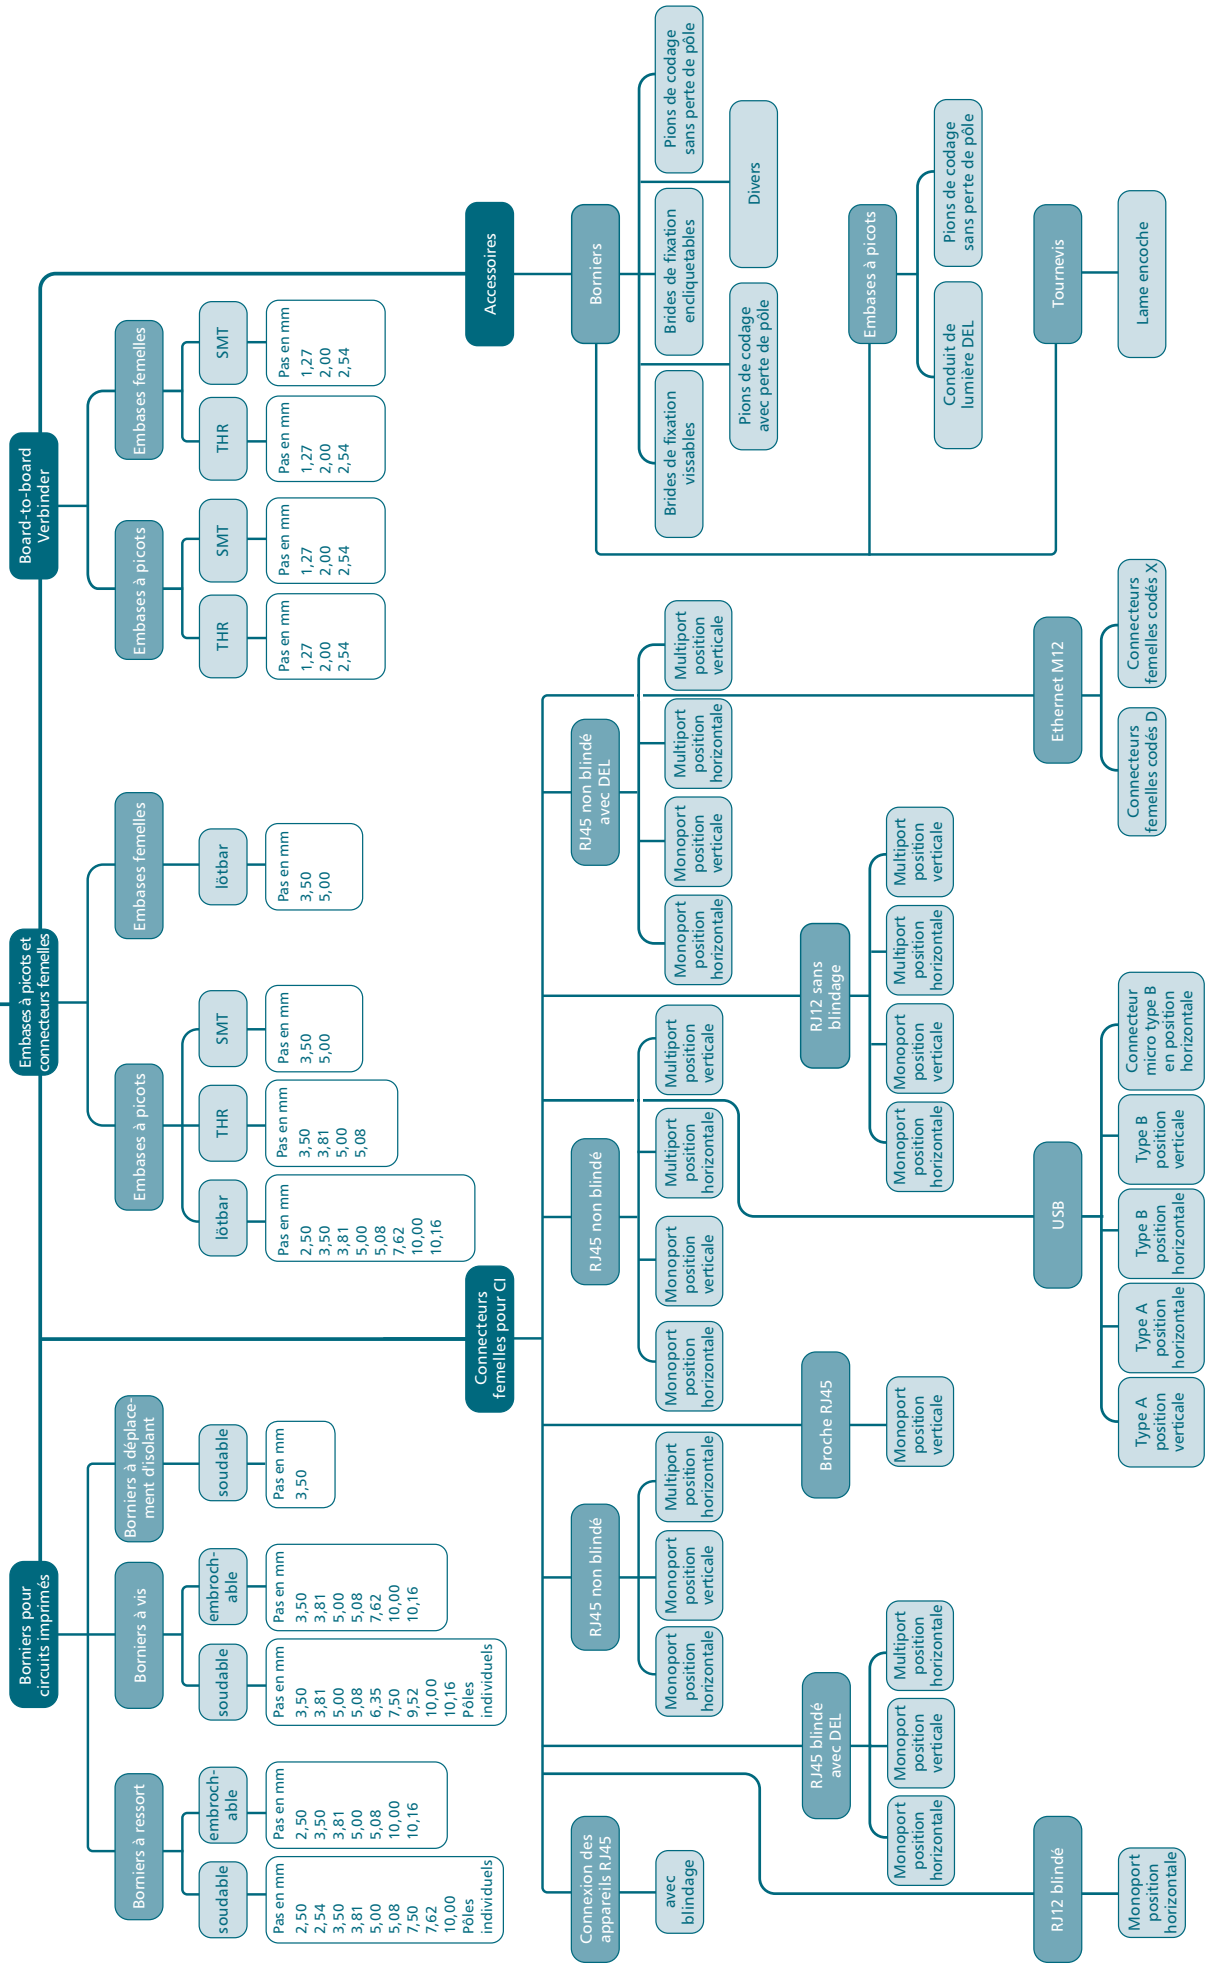 Borniers pour
circuits imprimés
Borniers à ressort
soudable
Pas en mm
2,50
2,54
3,50
3,81
5,00
5,08
7,50
7,62
10,00
Pôles
individuels
embroch-
able
Pas en mm
2,50
3,50
3,81
5,00
5,08
10,00
10,16
Borniers à vis
soudable
Pas en mm
3,50
3,81
5,00
5,08
6,35
7,50
9,52
10,00
10,16
Pôles
individuels
embroch-
able
Pas en mm
3,50
3,81
5,00
5,08
7,62
10,00
10,16
Borniers à déplace-
ment d'isolant
soudable
Pas en mm
3,50
Embases à picots et
connecteurs femelles
Embases à picots
lötbar
Pas en mm
2,50
3,50
3,81
5,00
5,08
7,62
10,00
10,16
THR
Pas en mm
3,50
3,81
5,00
5,08
SMT
Pas en mm
3,50
5,00
Embases femelles
lötbar
Pas en mm
3,50
5,00
Board-to-board
Verbinder
Embases à picots
THR
Pas en mm
1,27
2,00
2,54
SMT
Pas en mm
1,27
2,00
2,54
Embases femelles
THR
Pas en mm
1,27
2,00
2,54
SMT
Pas en mm
1,27
2,00
2,54
Connecteurs
femelles pour CI
Connexion des
appareils RJ45
avec
blindage
RJ45 non blindé
Monoport
position
horizontale
Monoport
position
verticale
Multiport
position
horizontale
RJ45 non blindé
Monoport
position
horizontale
Monoport
position
verticale
Multiport
position
horizontale
Multiport
position
verticale
RJ45 non blindé
avec DEL
Monoport
position
horizontale
Monoport
position
verticale
Multiport
position
horizontale
Multiport
position
verticale
RJ45 blindé
avec DEL
Monoport
position
horizontale
Monoport
position
verticale
Multiport
position
horizontale
Broche RJ45
Monoport
position
verticale
RJ12 sans
blindage
Monoport
position
horizontale
Monoport
position
verticale
Multiport
position
horizontale
Multiport
position
verticale
RJ12 blindé
Monoport
position
horizontale
USB
Type A
position
verticale
Type A
position
horizontale
Type B
position
horizontale
Type B
position
verticale
Connecteur
micro type B
en position
horizontale
Ethernet M12
Connecteurs
femelles codés D
Connecteurs
femelles codés X
Accessoires
Borniers
Brides de fixation
vissables
Pions de codage
avec perte de pôle
Brides de fixation
encliquetables
Divers
Pions de codage
sans perte de pôle
Embases à picots
Conduit de
lumière DEL
Pions de codage
sans perte de pôle
Tournevis
Lame encoche